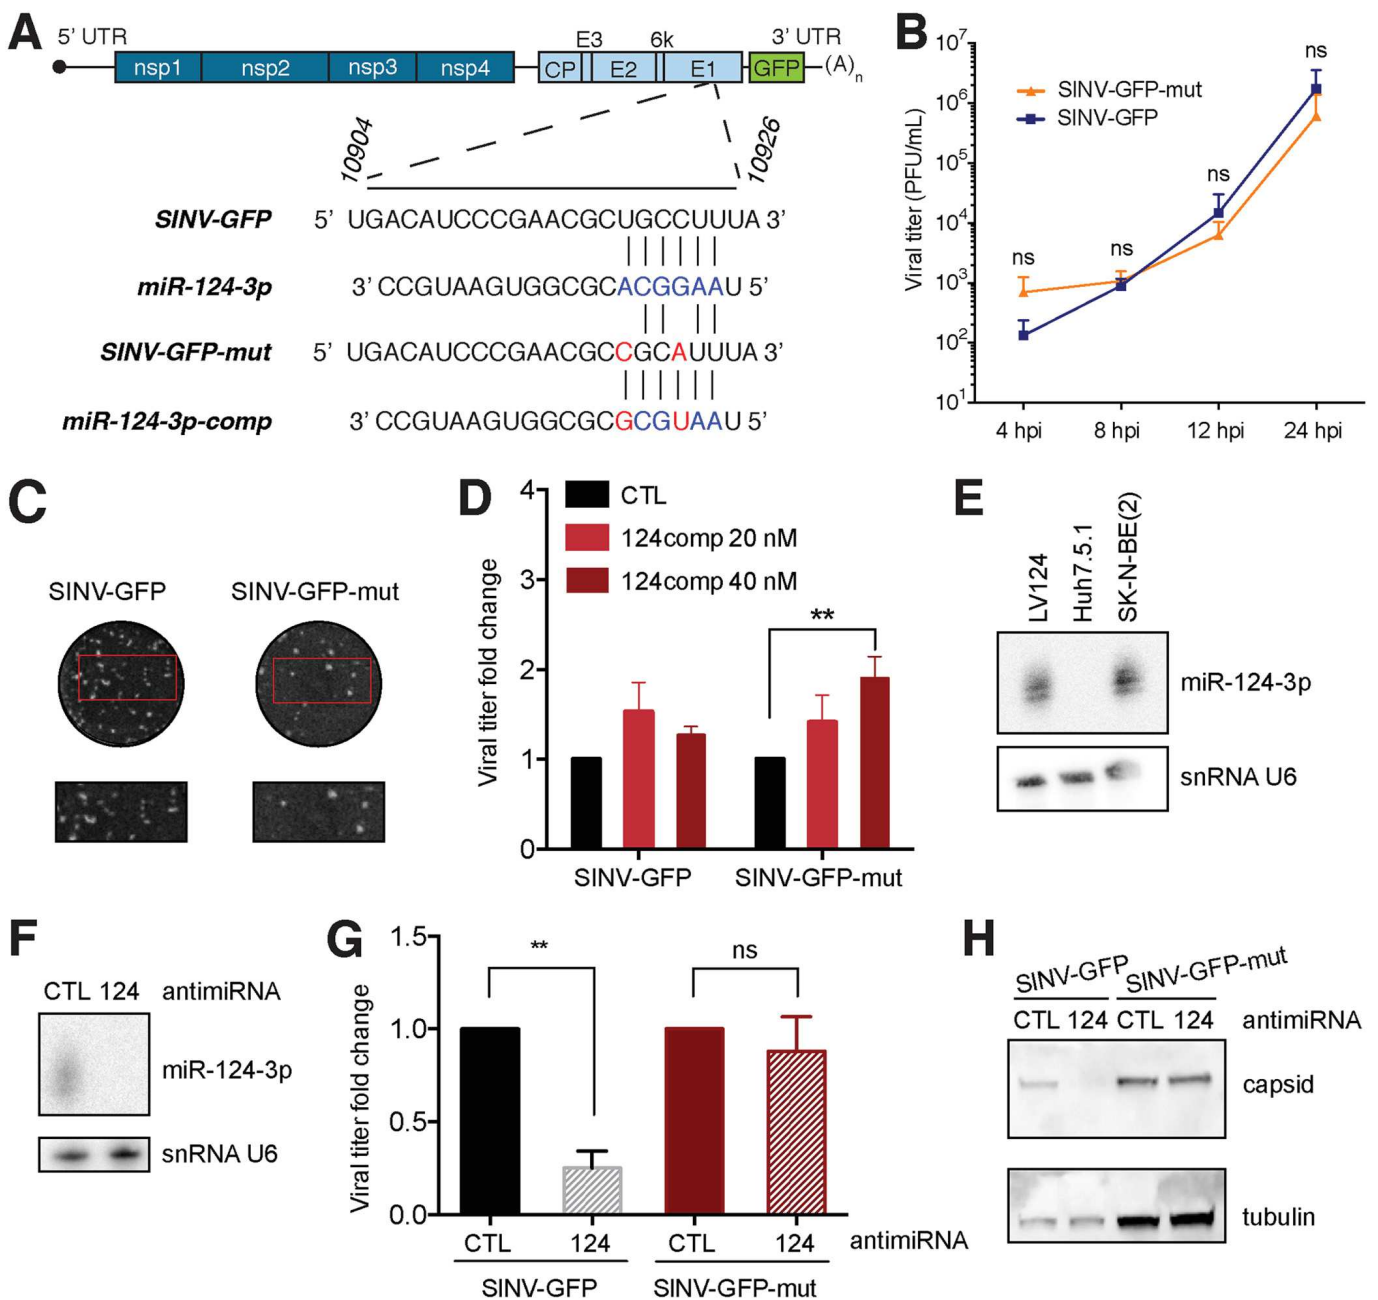 A
5’ UTR
E3
6k
3’ UTR
nsp1 nsp2 nsp3 nsp4 CP E2 E1 GFP (A)n
10904
10926
SINV-GFP 5’ UGACAUCCCGAACGCUGCCUUUA 3’
miR-124-3p 3’ CCGUAAGUGGCGCACGGAAU 5’
SINV-GFP-mut 5’ UGACAUCCCGAACGCCGCAUUUA 3’
miR-124-3p-comp 3’ CCGUAAGUGGCGCGCGUAAU 5’
B
Viral titer (PFU/mL)
10^7
10^6
10^5
10^4
10^3
10^2
10^1
SINV-GFP-mut
SINV-GFP
ns
ns
ns
ns
4 hpi 8 hpi 12 hpi 24 hpi
C
SINV-GFP SINV-GFP-mut
D
Viral titer fold change
4
3
2
1
0
CTL
124comp 20 nM
124comp 40 nM
**
SINV-GFP SINV-GFP-mut
E
LV124
Huh7.5.1
SK-N-BE(2)
miR-124-3p
snRNA U6
F
CTL 124 antimiRNA
miR-124-3p
snRNA U6
G
Viral titer fold change
1.5
1.0
0.5
0.0
**
ns
CTL 124 CTL 124 antimiRNA
SINV-GFP SINV-GFP-mut
H
SINV-GFP SINV-GFP-mut
CTL 124 CTL 124 antimiRNA
capsid
tubulin